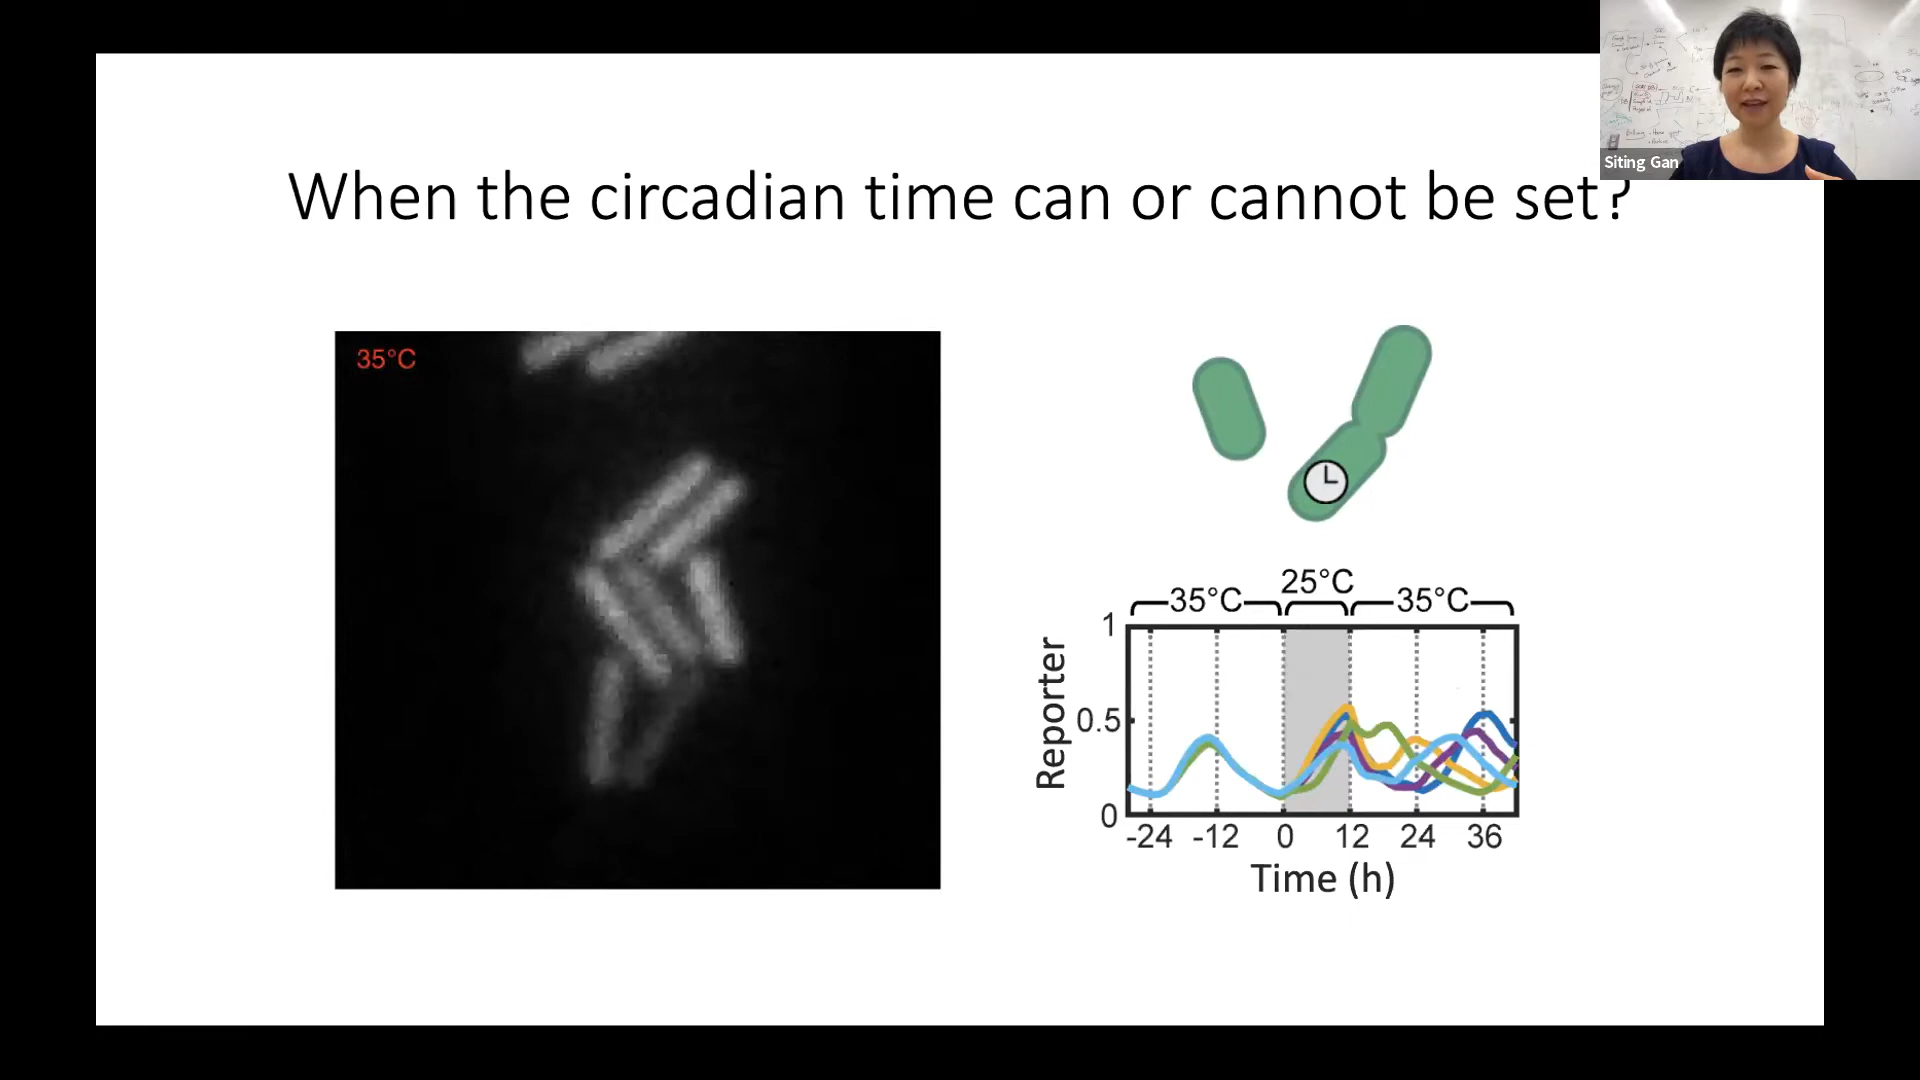 When the circadian time can or cannot be set?
Siting Gan
35°C
25°C
35°C
35°C
Reporter
1
0.5
0
-24 -12 0 12 24 36
Time (h)